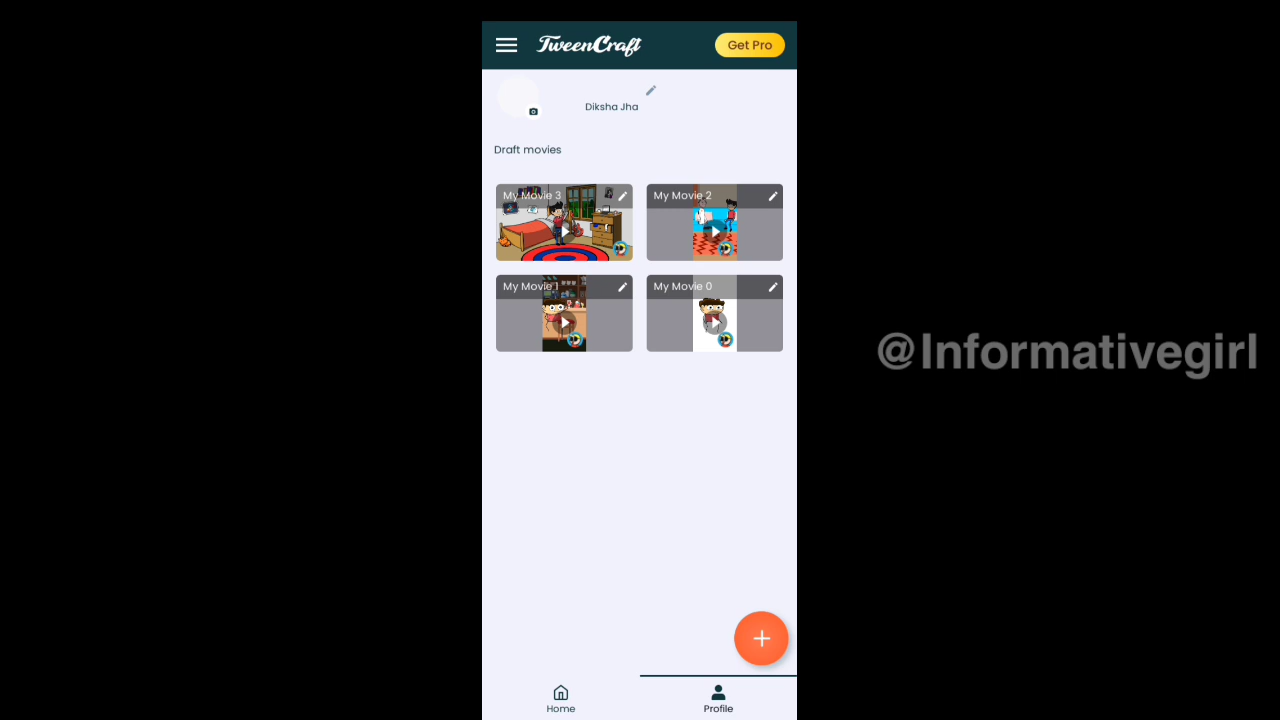 TweenCraft
Get Pro
Diksha Jha
Draft movies
My Movie 3
My Movie 2
My Movie 1
My Movie 0
@Informativegirl
Home
Profile